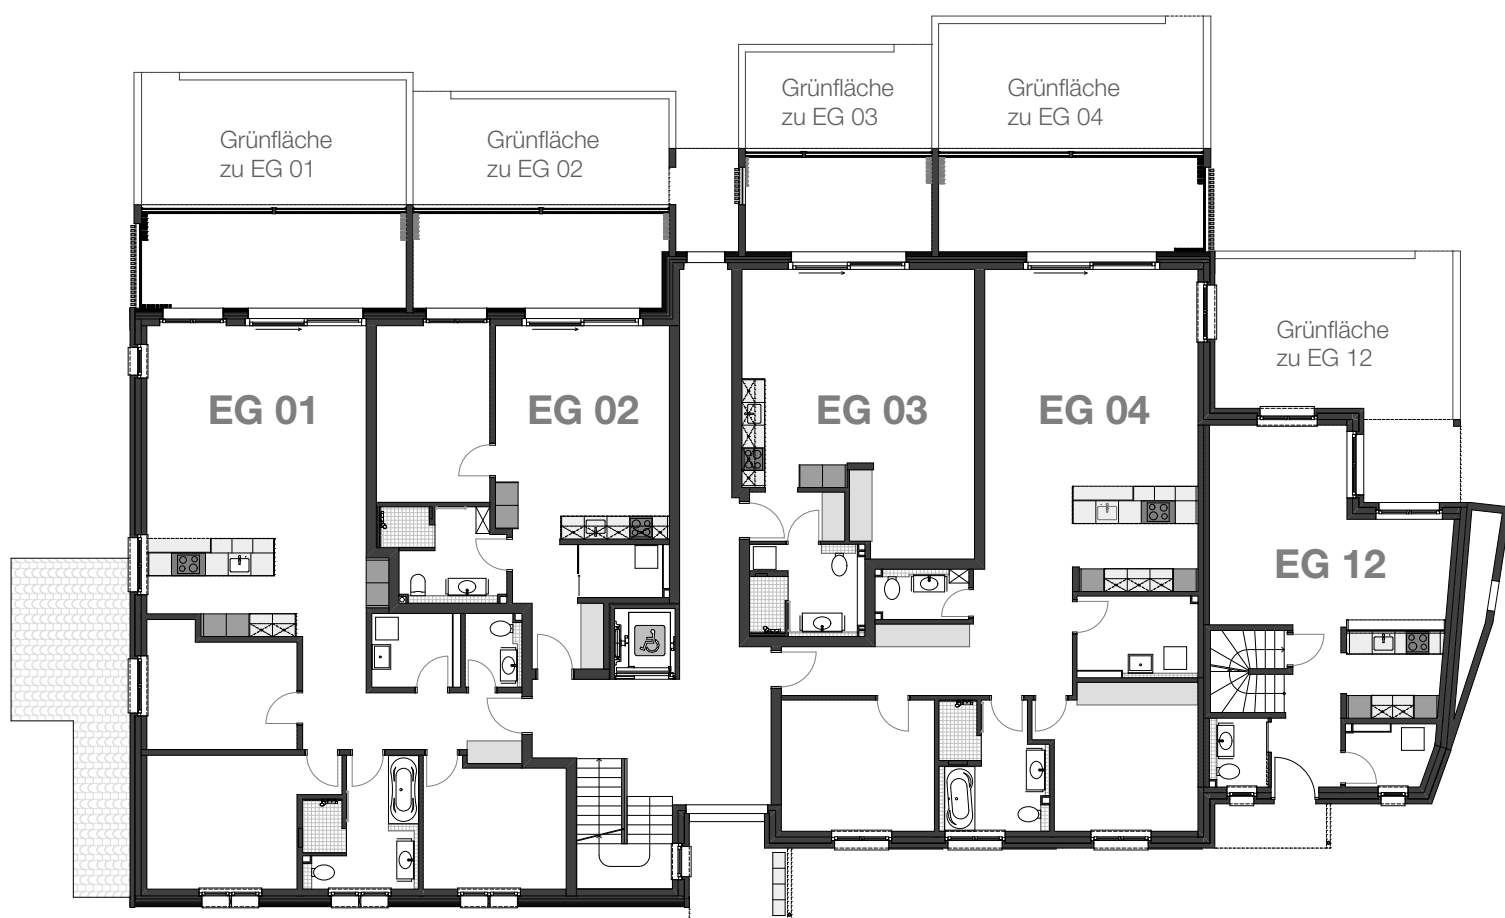 Grünfläche
zu EG 01
Grünfläche
zu EG 02
Grünfläche
zu EG 03
Grünfläche
zu EG 04
Grünfläche
zu EG 12
EG 01
EG 02
EG 03
EG 04
EG 12